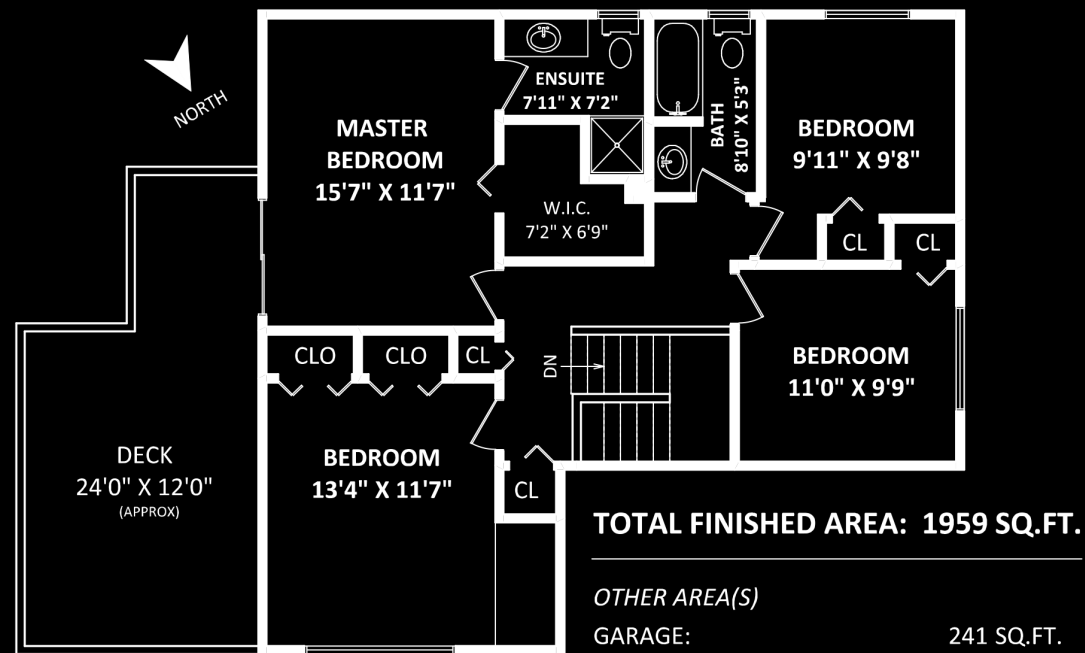 NORTH
ENSUITE
7'11" X 7'2"
BATH
8'10" X 5'3"
MASTER
BEDROOM
15'7" X 11'7"
BEDROOM
9'11" X 9'8"
W.I.C.
7'2" X 6'9"
CL
CL
CLO
CLO
CL
DN
BEDROOM
11'0" X 9'9"
DECK
24'0" X 12'0"
(APPROX)
BEDROOM
13'4" X 11'7"
CL
TOTAL FINISHED AREA: 1959 SQ.FT.
OTHER AREA(S)
GARAGE: 241 SQ.FT.